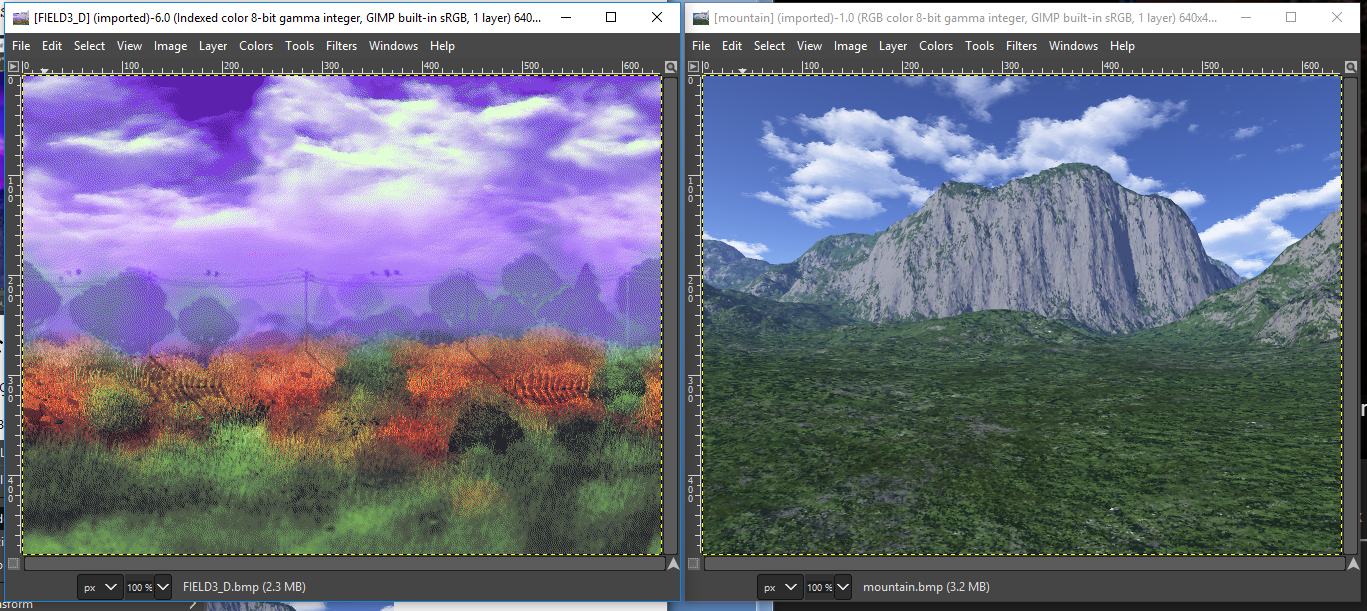 [FIELD3_D] (imported)-6.0 (Indexed color 8-bit gamma integer, GIMP built-in sRGB, 1 layer) 640...
File Edit Select View Image Layer Colors Tools Filters Windows Help
0 100 200 300 400 500 600
0
100
200
300
400
px 100 % FIELD3_D.bmp (2.3 MB)
[mountain] (imported)-1.0 (RGB color 8-bit gamma integer, GIMP built-in sRGB, 1 layer) 640x4...
File Edit Select View Image Layer Colors Tools Filters Windows Help
0 100 200 300 400 500 600
0
100
200
300
400
px 100 % mountain.bmp (3.2 MB)